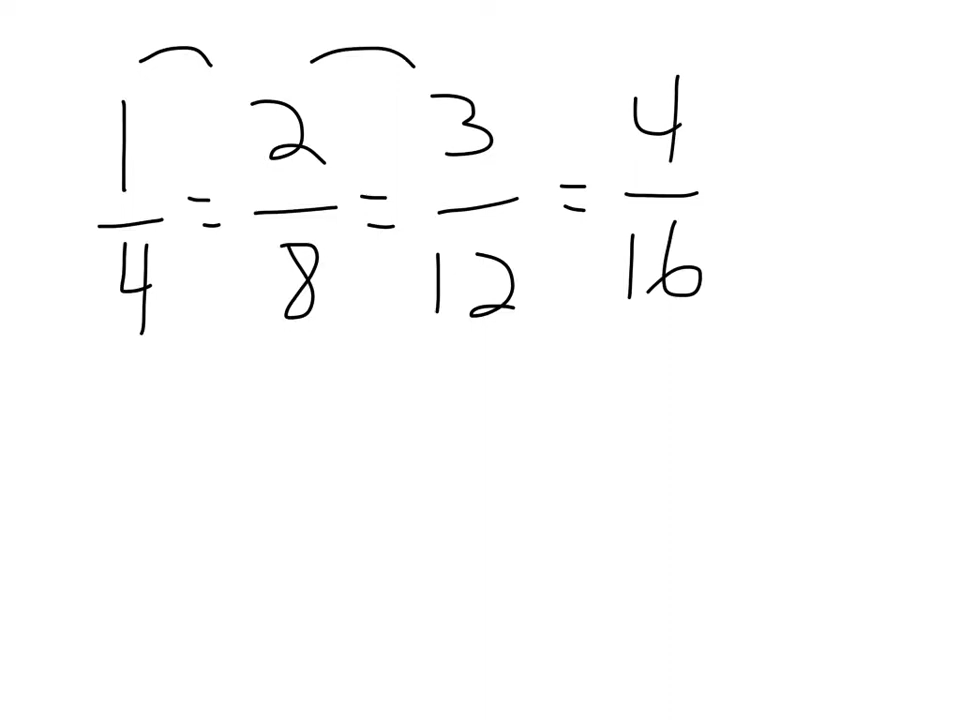 1/4 = 2/8 = 3/12 = 4/16